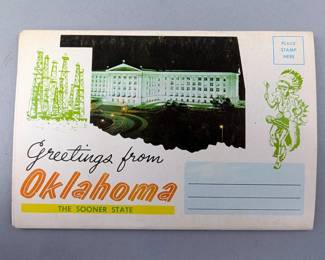 PLACE
STAMP
HERE
Greetings from
Oklahoma
THE SOONER STATE